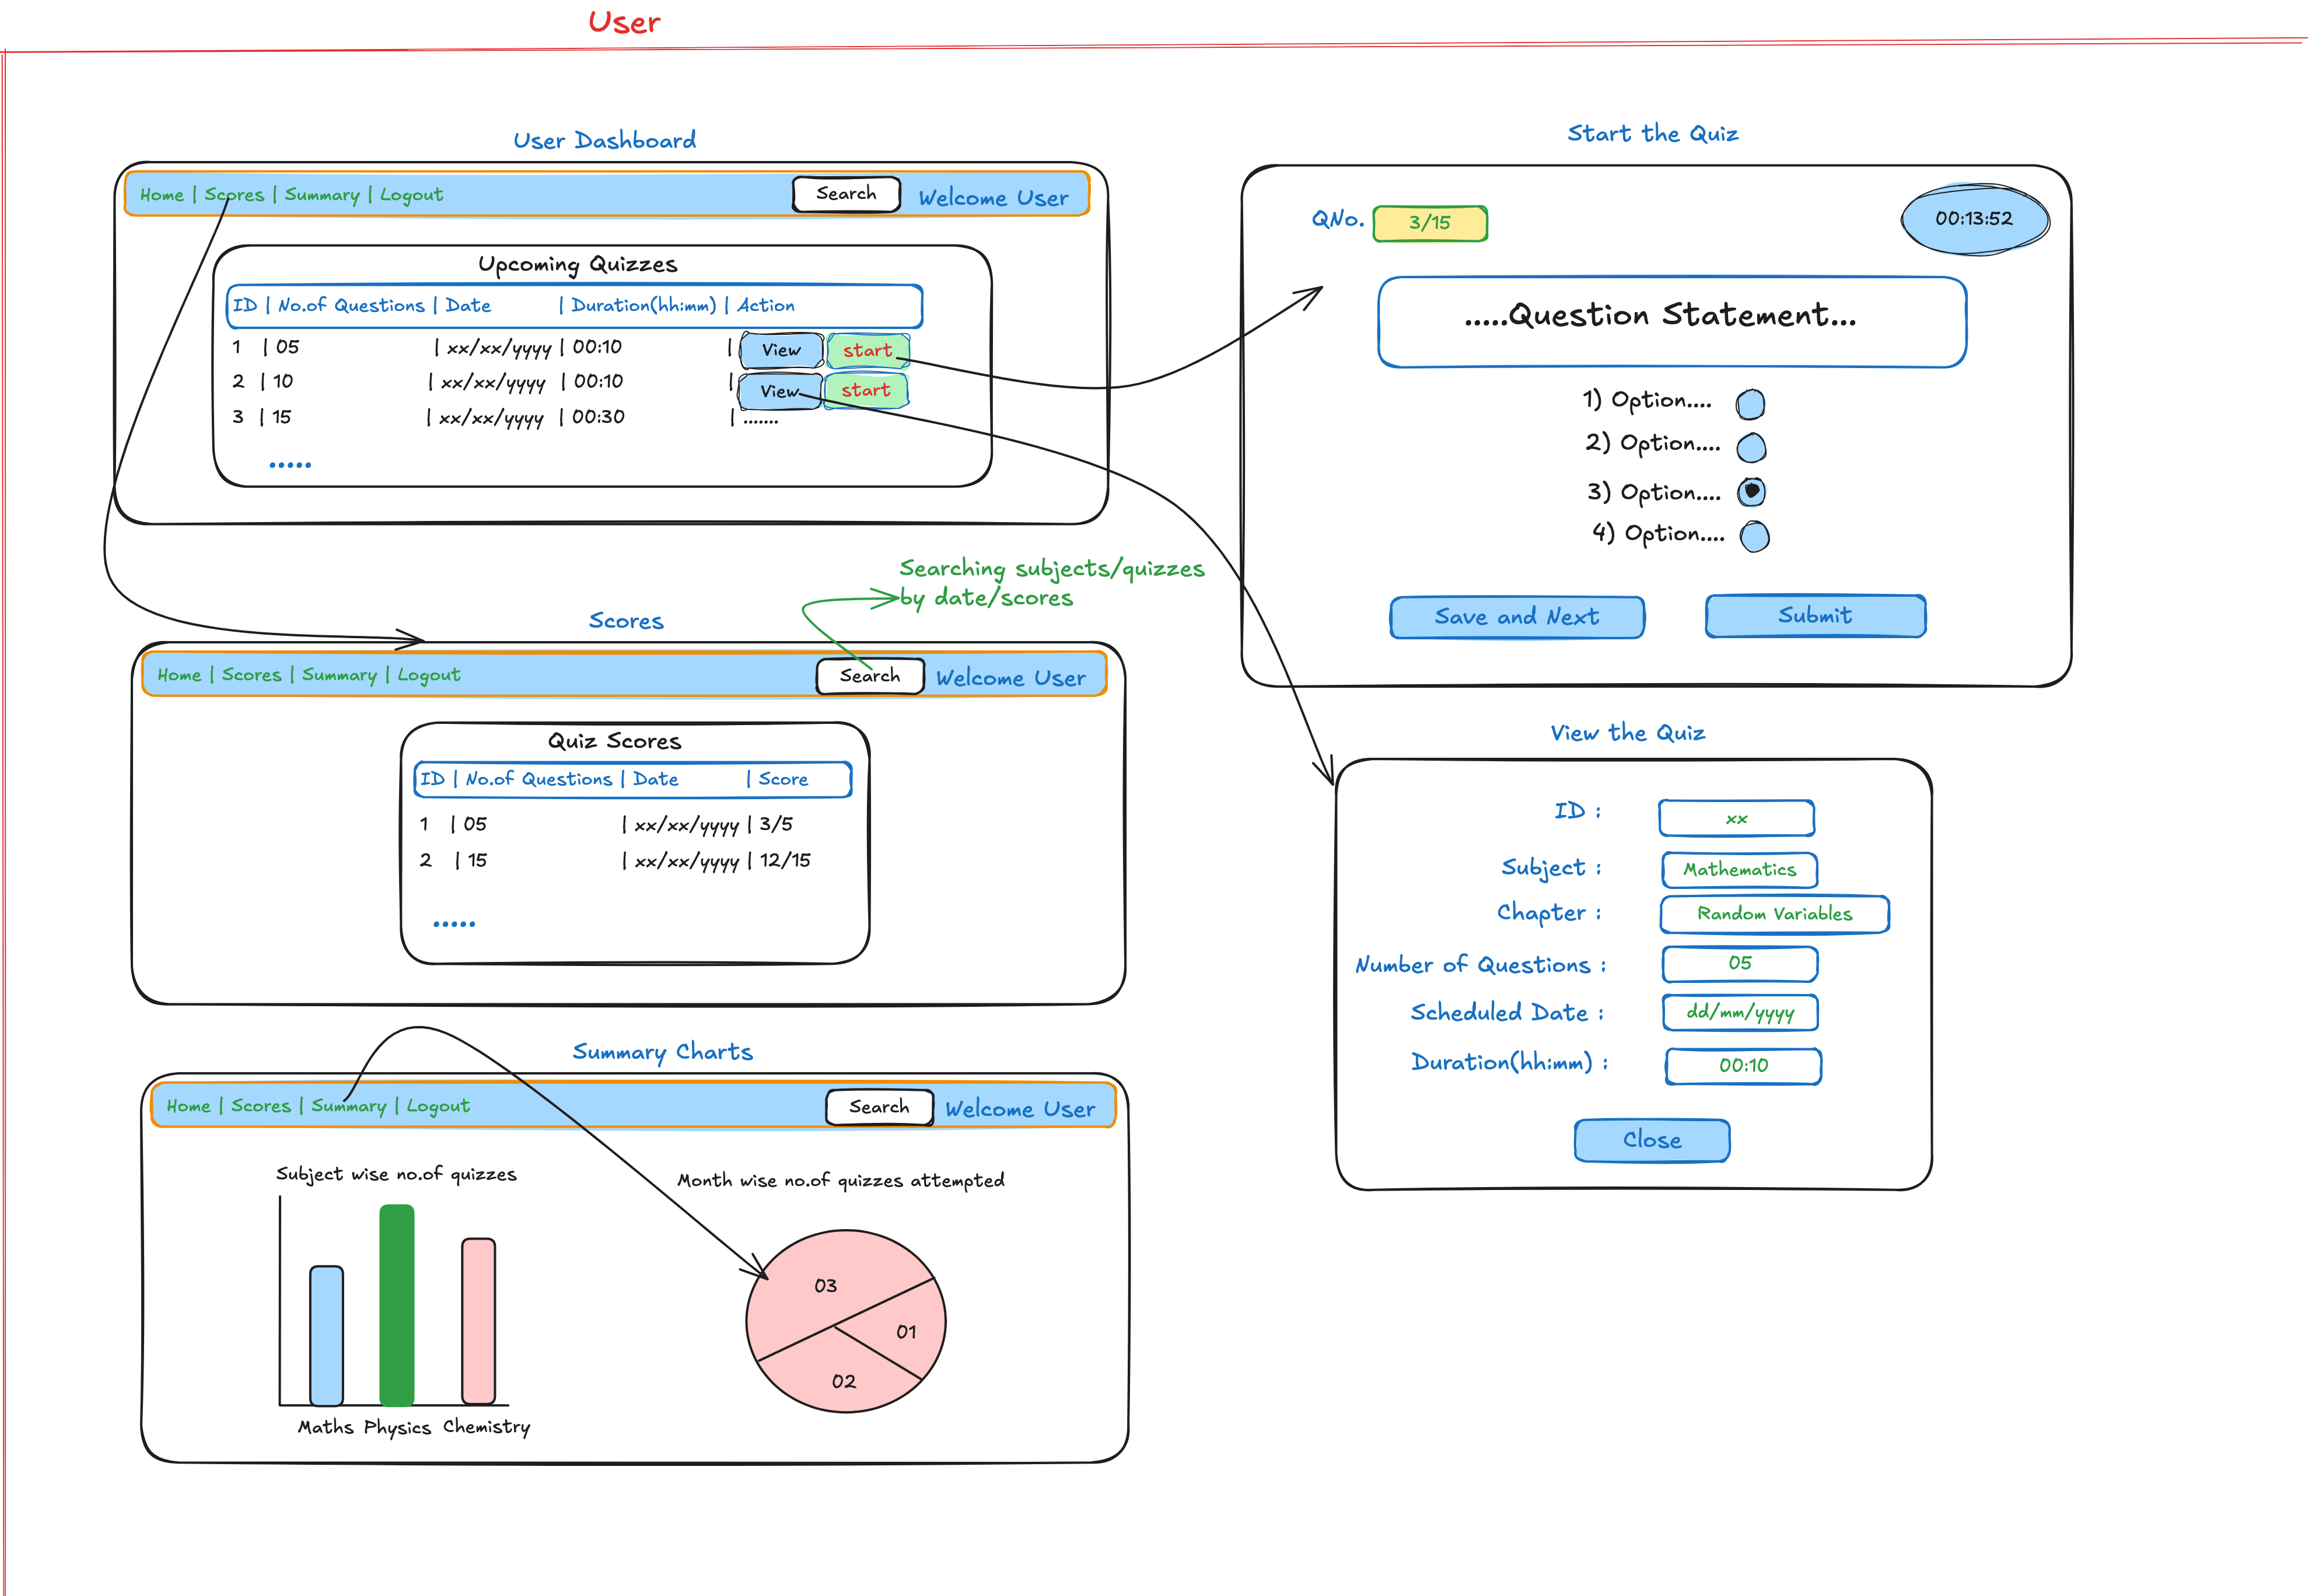 User
User Dashboard
Home | Scores | Summary | Logout
Search
Welcome User
Upcoming Quizzes
ID | No.of Questions | Date | Duration(hh:mm) | Action
1 | 05 | xx/xx/yyyy | 00:10 | View start
2 | 10 | xx/xx/yyyy | 00:10 | View start
3 | 15 | xx/xx/yyyy | 00:30 | .......
.....
Searching subjects/quizzes
by date/scores
Scores
Home | Scores | Summary | Logout
Search
Welcome User
Quiz Scores
ID | No.of Questions | Date | Score
1 | 05 | xx/xx/yyyy | 3/5
2 | 15 | xx/xx/yyyy | 12/15
.....
Summary Charts
Home | Scores | Summary | Logout
Search
Welcome User
Subject wise no.of quizzes
Maths Physics Chemistry
Month wise no.of quizzes attempted
03
01
02
Start the Quiz
QNo. 3/15
00:13:52
.....Question Statement...
1) Option....
2) Option....
3) Option....
4) Option....
Save and Next
Submit
View the Quiz
ID : xx
Subject : Mathematics
Chapter : Random Variables
Number of Questions : 05
Scheduled Date : dd/mm/yyyy
Duration(hh:mm) : 00:10
Close